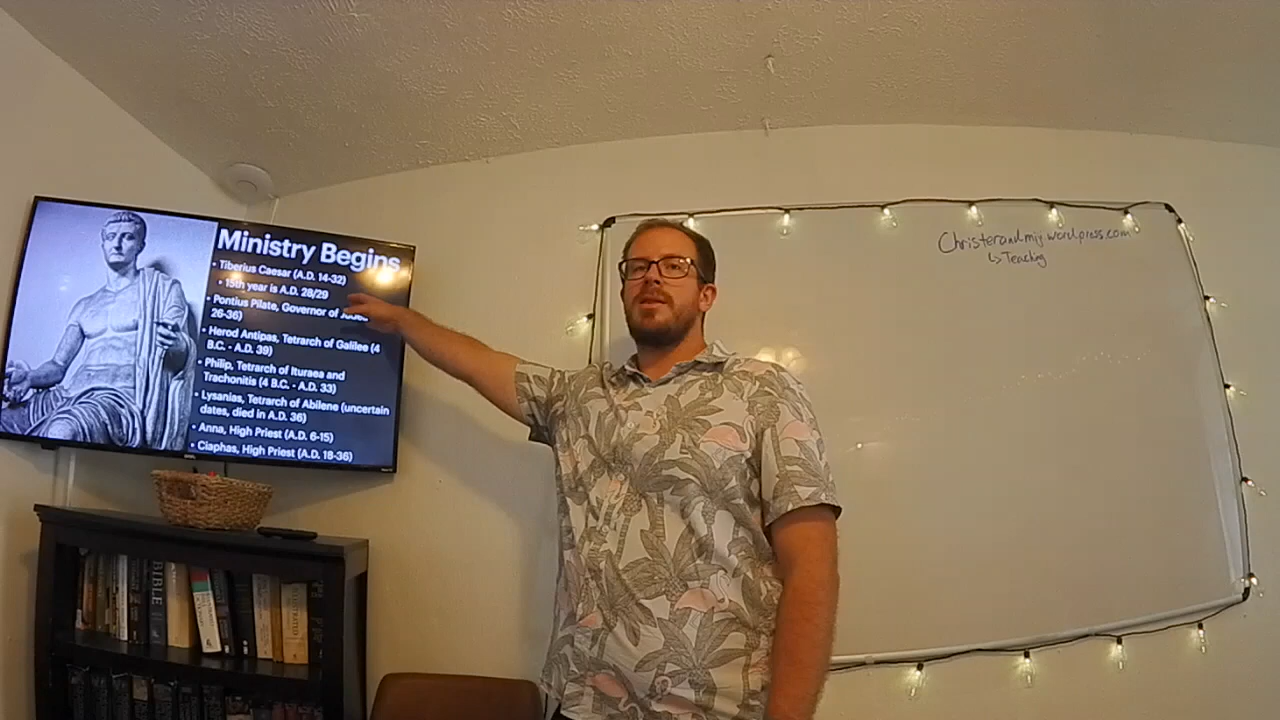 Ministry Begins
• Tiberius Caesar (A.D. 14-32)
• 15th year is A.D. 28/29
• Pontius Pilate, Governor of
26-36)
• Herod Antipas, Tetrarch of Galilee (4
B.C. - A.D. 39)
• Philip, Tetrarch of Ituraea and
Trachonitis (4 B.C. - A.D. 33)
• Lysanias, Tetrarch of Abilene (uncertain
dates, died in A.D. 36)
• Anna, High Priest (A.D. 6-15)
• Ciaphas, High Priest (A.D. 18-36)
Christerandmij.wordpress.com
↳ Teaching
BIBLE